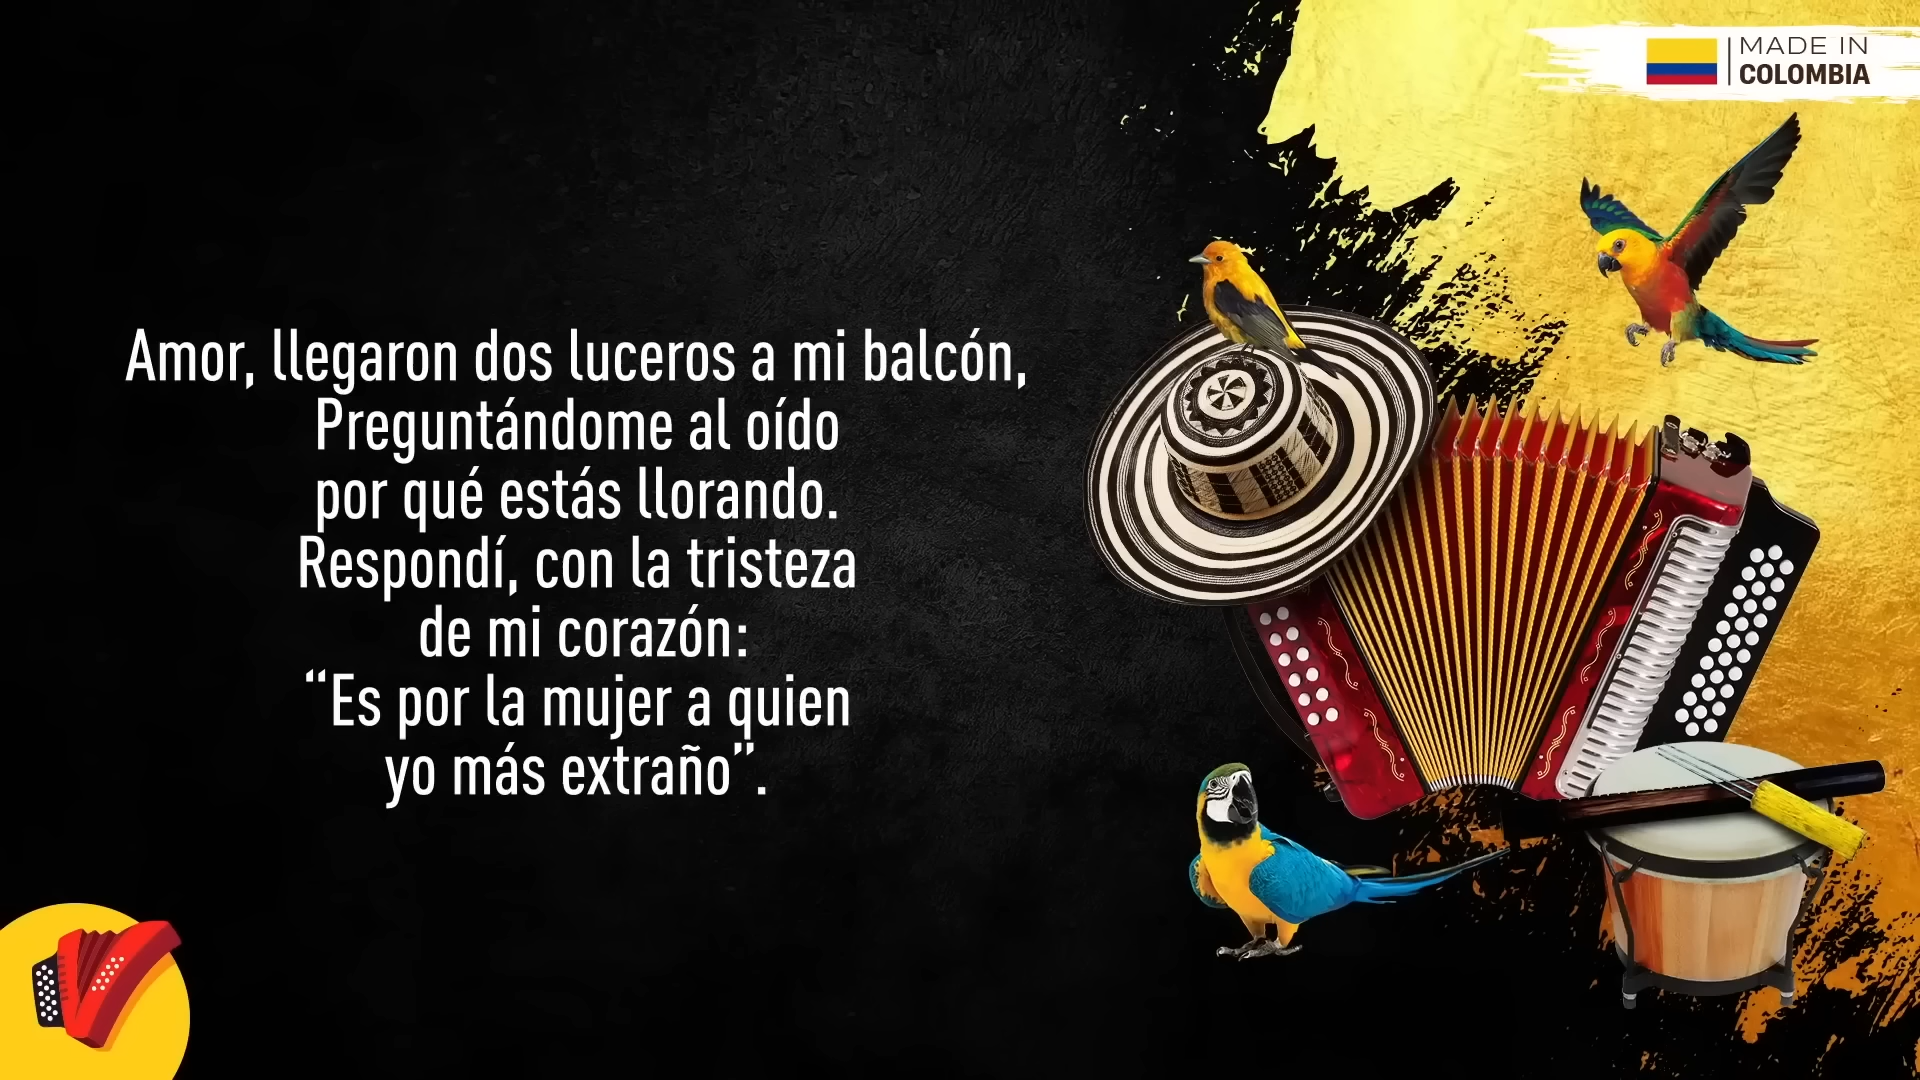 MADE IN
COLOMBIA
Amor, llegaron dos luceros a mi balcón,
Preguntándome al oído
por qué estás llorando.
Respondí, con la tristeza
de mi corazón:
“Es por la mujer a quien
yo más extraño”.